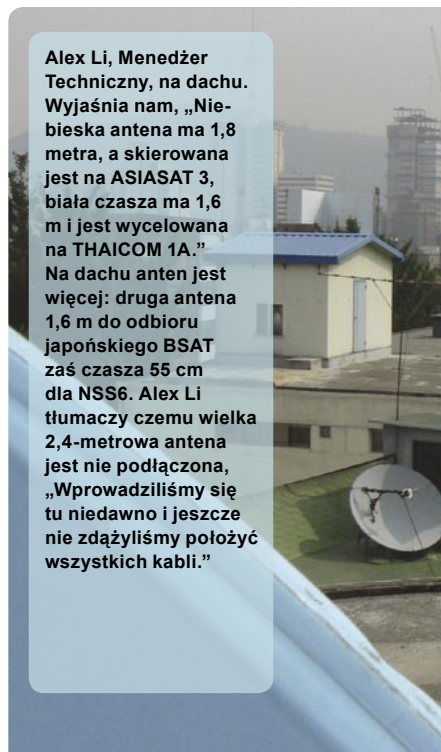 Alex Li, Menedżer
Techniczny, na dachu.
Wyjaśnia nam, „Nie-
bieska antena ma 1,8
metra, a skierowana
jest na ASIASAT 3,
biała czasza ma 1,6
m i jest wycelowana
na THAICOM 1A.”
Na dachu anten jest
więcej: druga antena
1,6 m do odbioru
japońskiego BSAT
zaś czasza 55 cm
dla NSS6. Alex Li
tłumaczy czemu wielka
2,4-metrowa antena
jest nie podłączona,
„Wprowadziliśmy się
tu niedawno i jeszcze
nie zdążyliśmy położyć
wszystkich kabli.”